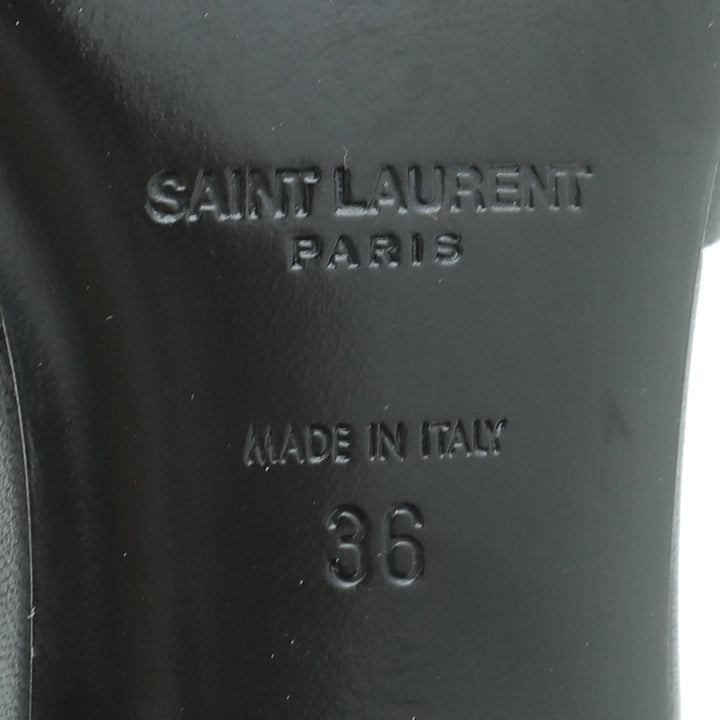 SAINT LAURENT
PARIS
MADE IN ITALY
36